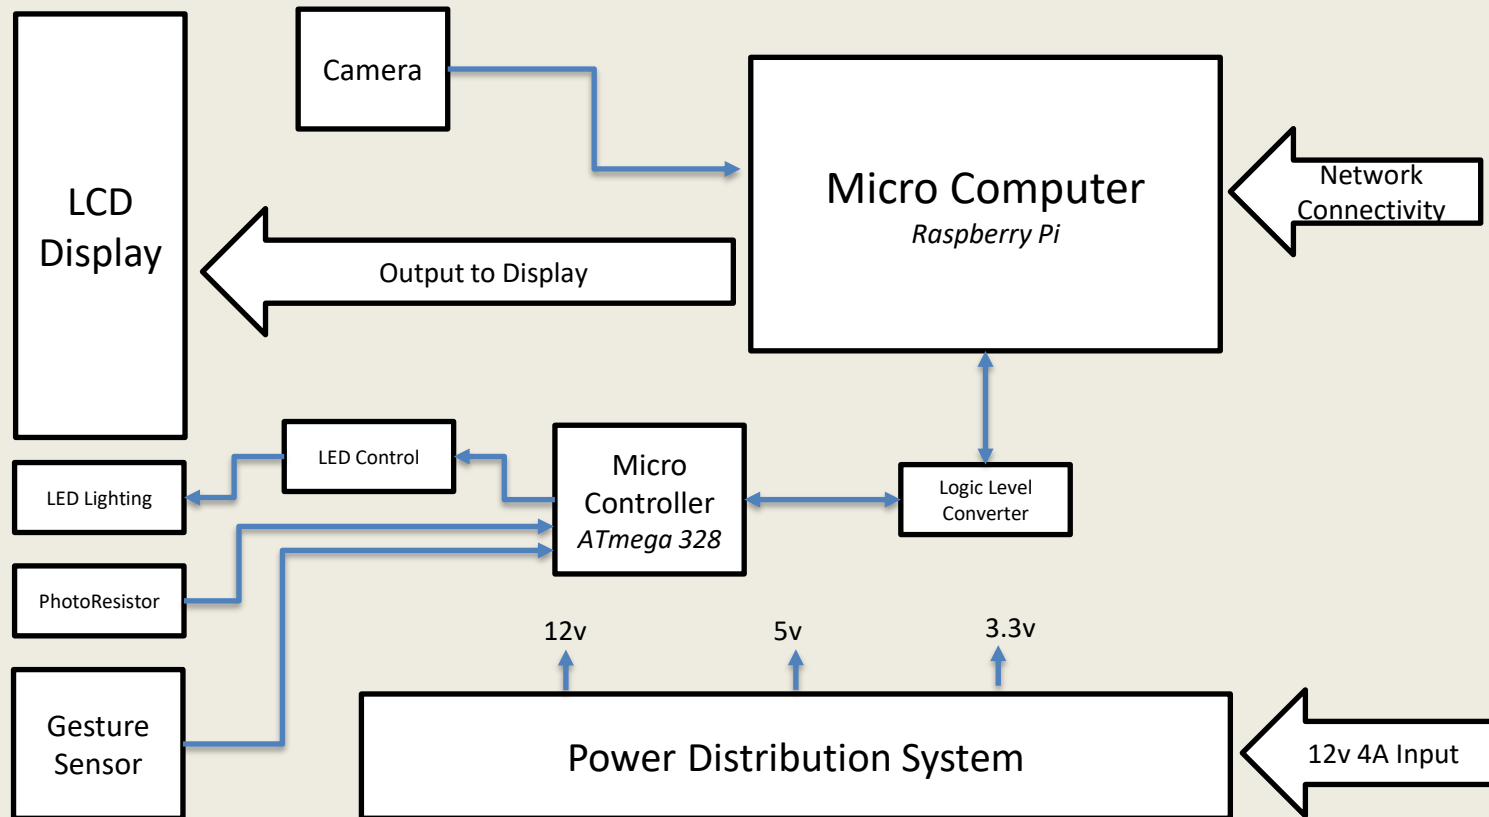 Camera
LCD
Display
Micro Computer
Raspberry Pi
Network
Connectivity
Output to Display
LED Control
LED Lighting
Micro
Controller
ATmega 328
Logic Level
Converter
PhotoResistor
12v
5v
3.3v
Gesture
Sensor
Power Distribution System
12v 4A Input